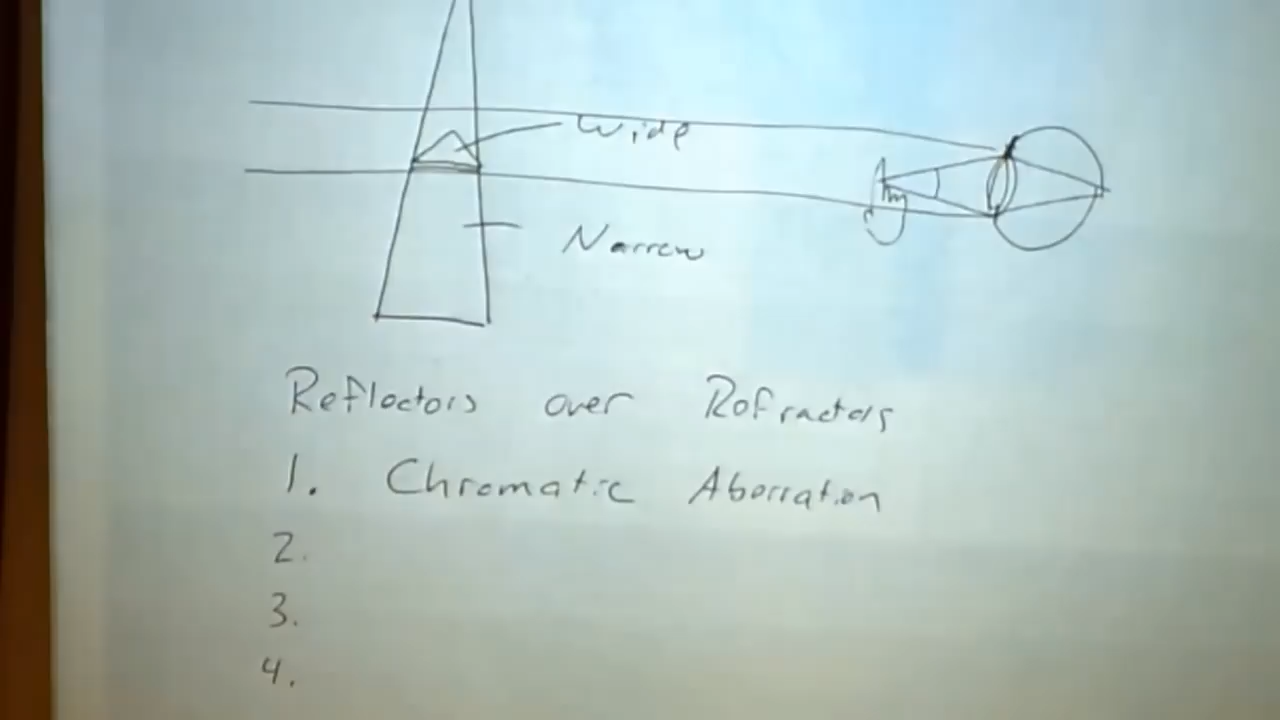 Wide
Narrow
Reflectors over Refractors
1. Chromatic Aberration
2.
3.
4.